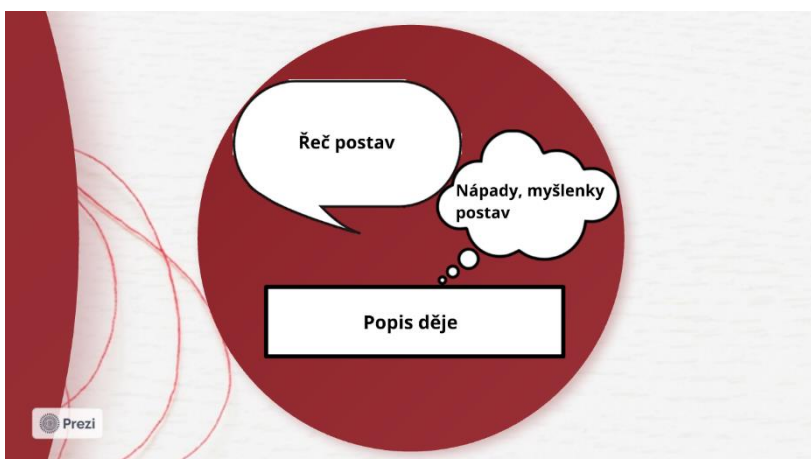 Řeč postav
Nápady, myšlenky
postav
Popis děje
Prezi